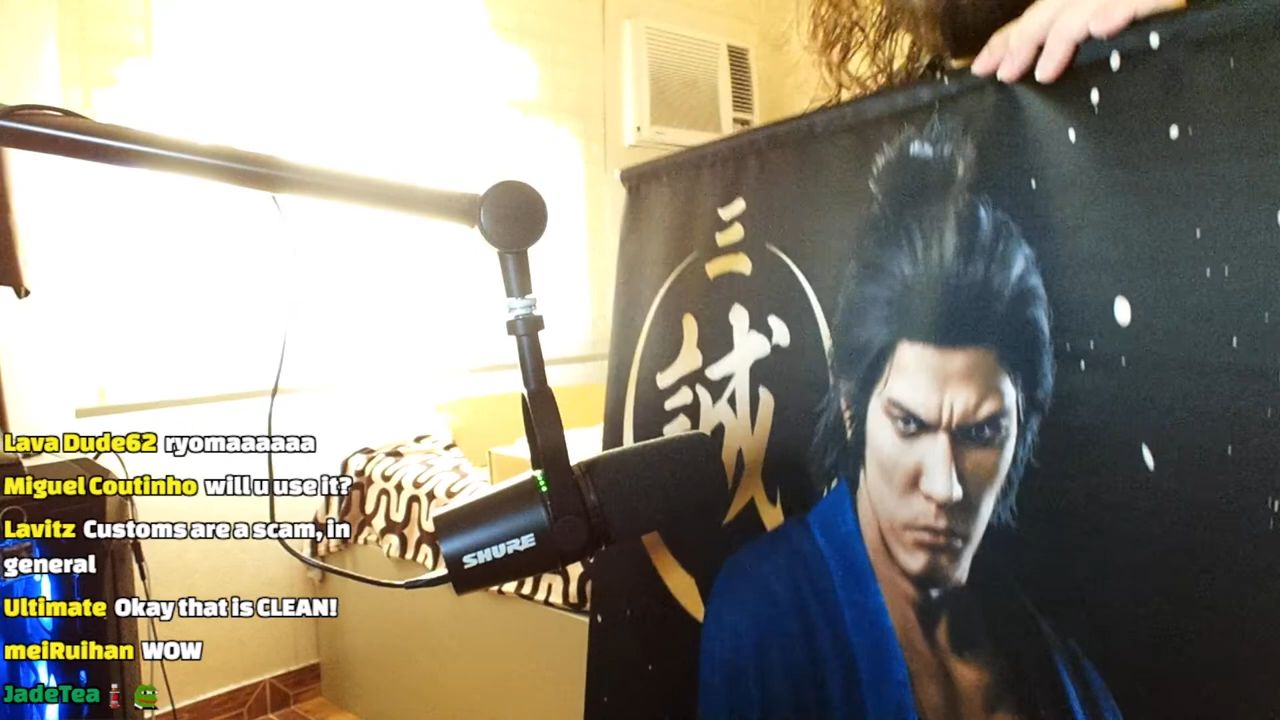 三
誠
SHURE
Lava Dude62 ryomaaaaaa
Miguel Coutinho will u use it?
Lavitz Customs are a scam, in
general
Ultimate Okay that is CLEAN!
meiRuihan WOW
JadeTea